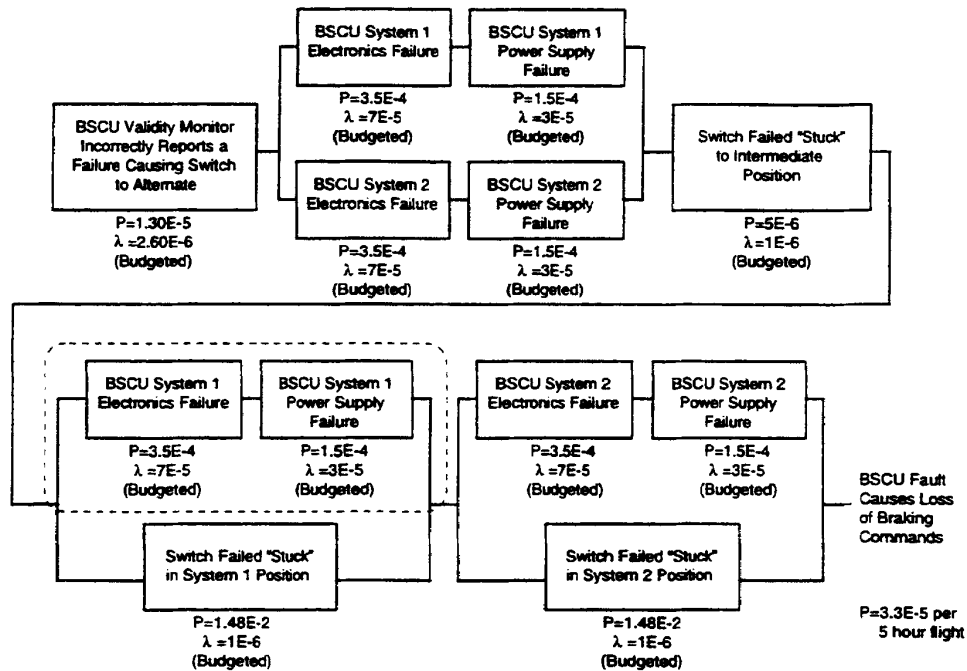 BSCU System 1
Electronics Failure
BSCU System 1
Power Supply
Failure
P=3.5E-4
λ =7E-5
(Budgeted)
P=1.5E-4
λ =3E-5
(Budgeted)
BSCU Validity Monitor
Incorrectly Reports a
Failure Causing Switch
to Alternate
P=1.30E-5
λ =2.60E-6
(Budgeted)
BSCU System 2
Electronics Failure
BSCU System 2
Power Supply
Failure
P=3.5E-4
λ =7E-5
(Budgeted)
P=1.5E-4
λ =3E-5
(Budgeted)
Switch Failed "Stuck"
to Intermediate
Position
P=5E-6
λ =1E-6
(Budgeted)
BSCU System 1
Electronics Failure
BSCU System 1
Power Supply
Failure
P=3.5E-4
λ =7E-5
(Budgeted)
P=1.5E-4
λ =3E-5
(Budgeted)
Switch Failed "Stuck"
in System 1 Position
P=1.48E-2
λ =1E-6
(Budgeted)
BSCU System 2
Electronics Failure
BSCU System 2
Power Supply
Failure
P=3.5E-4
λ =7E-5
(Budgeted)
P=1.5E-4
λ =3E-5
(Budgeted)
Switch Failed "Stuck"
in System 2 Position
P=1.48E-2
λ =1E-6
(Budgeted)
BSCU Fault
Causes Loss
of Braking
Commands
P=3.3E-5 per
5 hour flight